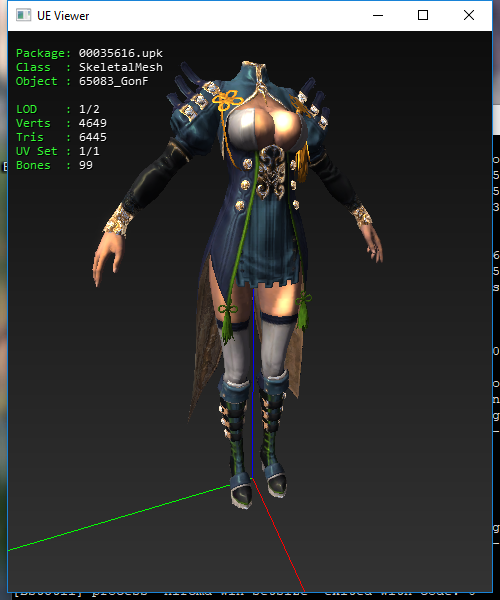 UE Viewer
Package: 00035616.upk
Class  : SkeletalMesh
Object : 65083_GonF
LOD    : 1/2
Verts  : 4649
Tris   : 6445
UV Set : 1/1
Bones  : 99